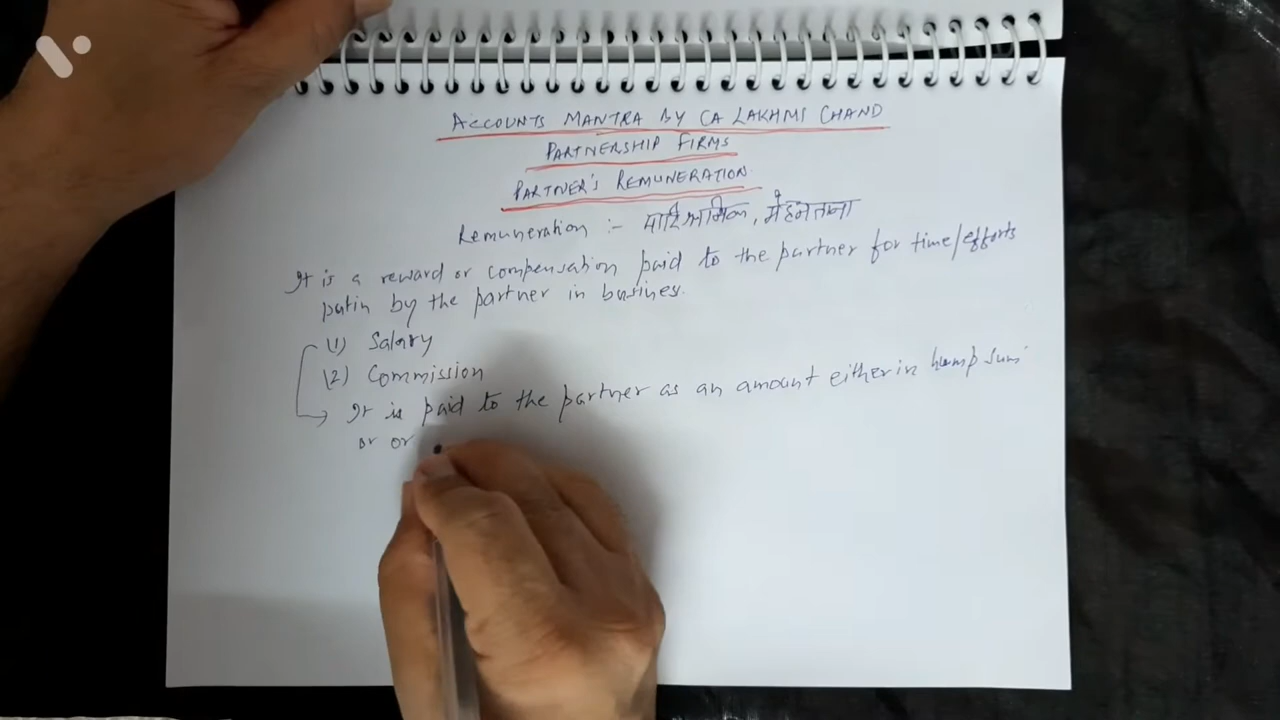 ACCOUNTS MANTRA BY CA LAKHMI CHAND
PARTNERSHIP FIRMS
PARTNER'S REMUNERATION
Remuneration :- पारिश्रमिक, मेहनताना
It is a reward or compensation paid to the partner for time/efforts
putin by the partner in business.
(1) Salary
(2) Commission
It is paid to the partner as an amount either in lump sum
or or